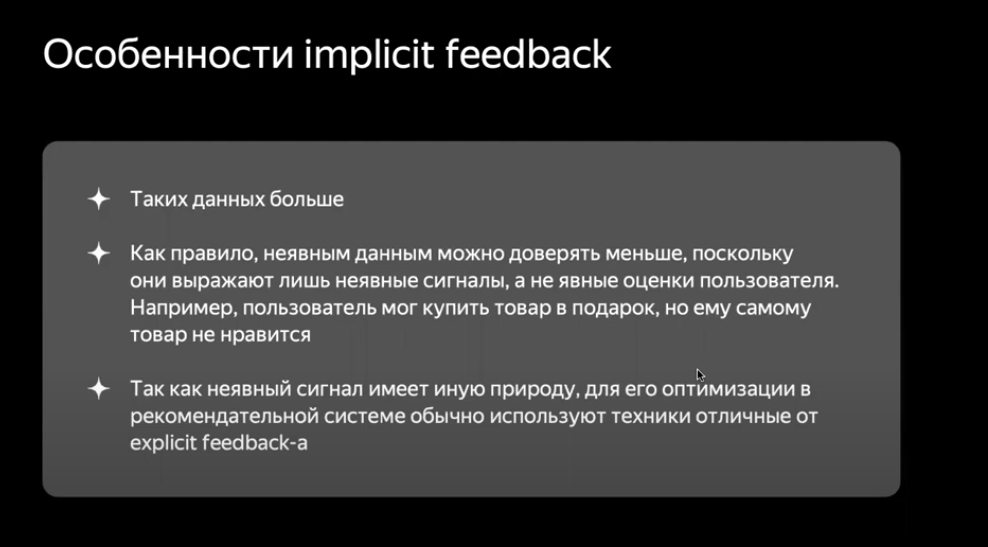 Особенности implicit feedback
Таких данных больше
Как правило, неявным данным можно доверять меньше, поскольку
они выражают лишь неявные сигналы, а не явные оценки пользователя.
Например, пользователь мог купить товар в подарок, но ему самому
товар не нравится
Так как неявный сигнал имеет иную природу, для его оптимизации в
рекомендательной системе обычно используют техники отличные от
explicit feedback-а